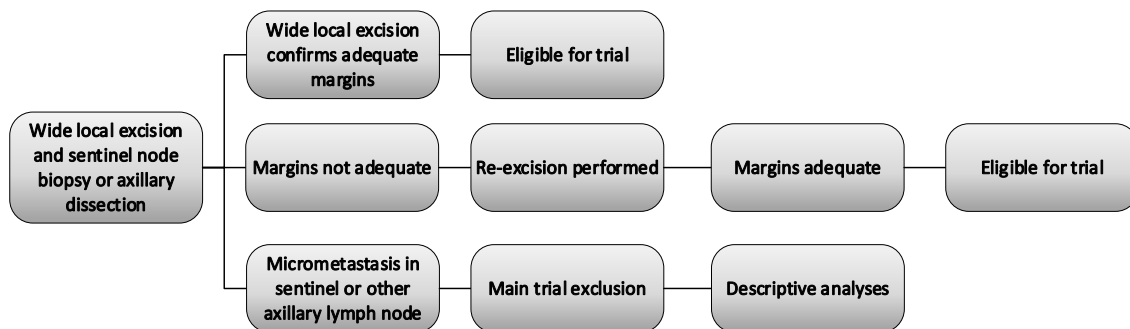 Wide local excision
and sentinel node
biopsy or axillary
dissection
Wide local excision
confirms adequate
margins
Eligible for trial
Margins not adequate
Re-excision performed
Margins adequate
Eligible for trial
Micrometastasis in
sentinel or other
axillary lymph node
Main trial exclusion
Descriptive analyses